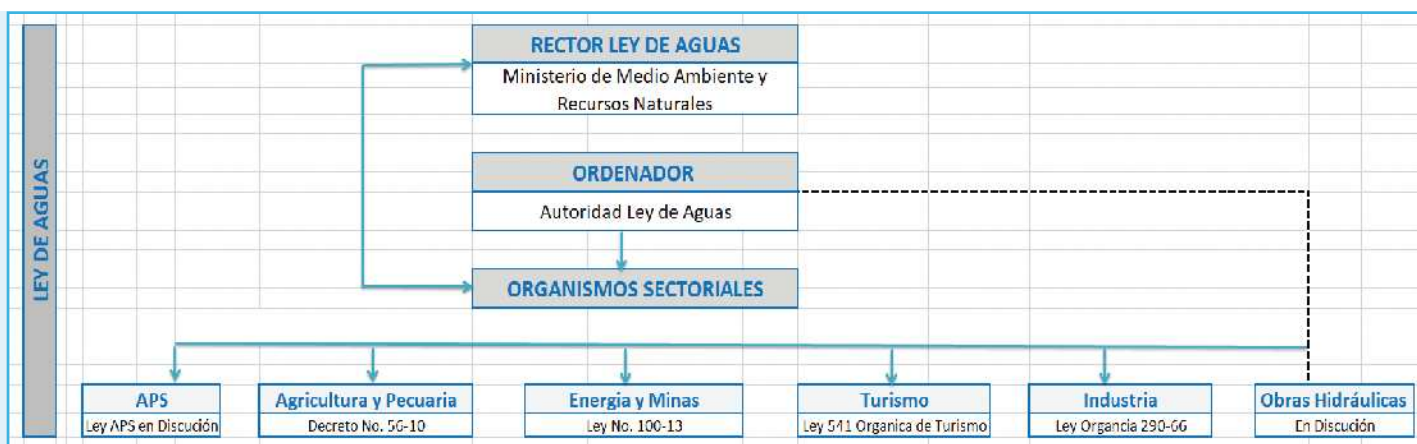 LEY DE AGUAS
RECTOR LEY DE AGUAS
Ministerio de Medio Ambiente y
Recursos Naturales
ORDENADOR
Autoridad Ley de Aguas
ORGANISMOS SECTORIALES
APS
Ley APS en Discución
Agricultura y Pecuaria
Decreto No. 56-10
Energía y Minas
Ley No. 100-13
Turismo
Ley 541 Organica de Turismo
Industria
Ley Organcia 290-66
Obras Hidráulicas
En Discución